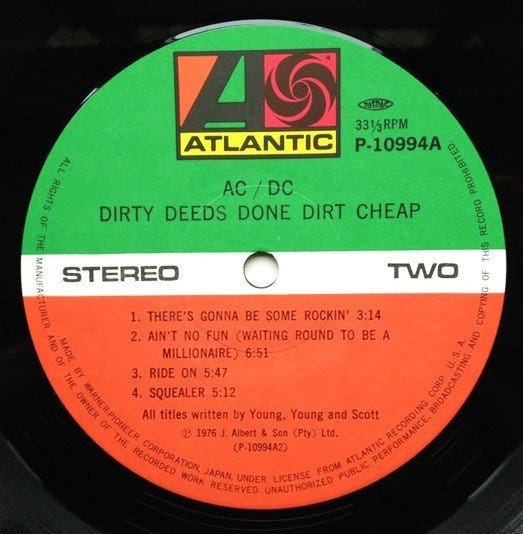 ATLANTIC
33⅓ RPM
P-10994A
AC / DC
DIRTY DEEDS DONE DIRT CHEAP
STEREO
TWO
1. THERE'S GONNA BE SOME ROCKIN' 3:14
2. AIN'T NO FUN (WAITING ROUND TO BE A
MILLIONAIRE) 6:51
3. RIDE ON 5:47
4. SQUEALER 5:12
All titles written by Young, Young and Scott
Ⓟ 1976 J. Albert & Son (Pty) Ltd.
(P-10994A2)
MADE BY WARNER-PIONEER CORPORATION, JAPAN, UNDER LICENSE FROM ATLANTIC RECORDING CORP. U.S.A.
ALL RIGHTS OF THE MANUFACTURER AND OF THE OWNER OF THE RECORDED WORK RESERVED. UNAUTHORIZED PUBLIC PERFORMANCE, BROADCASTING AND COPYING OF THIS RECORD PROHIBITED.